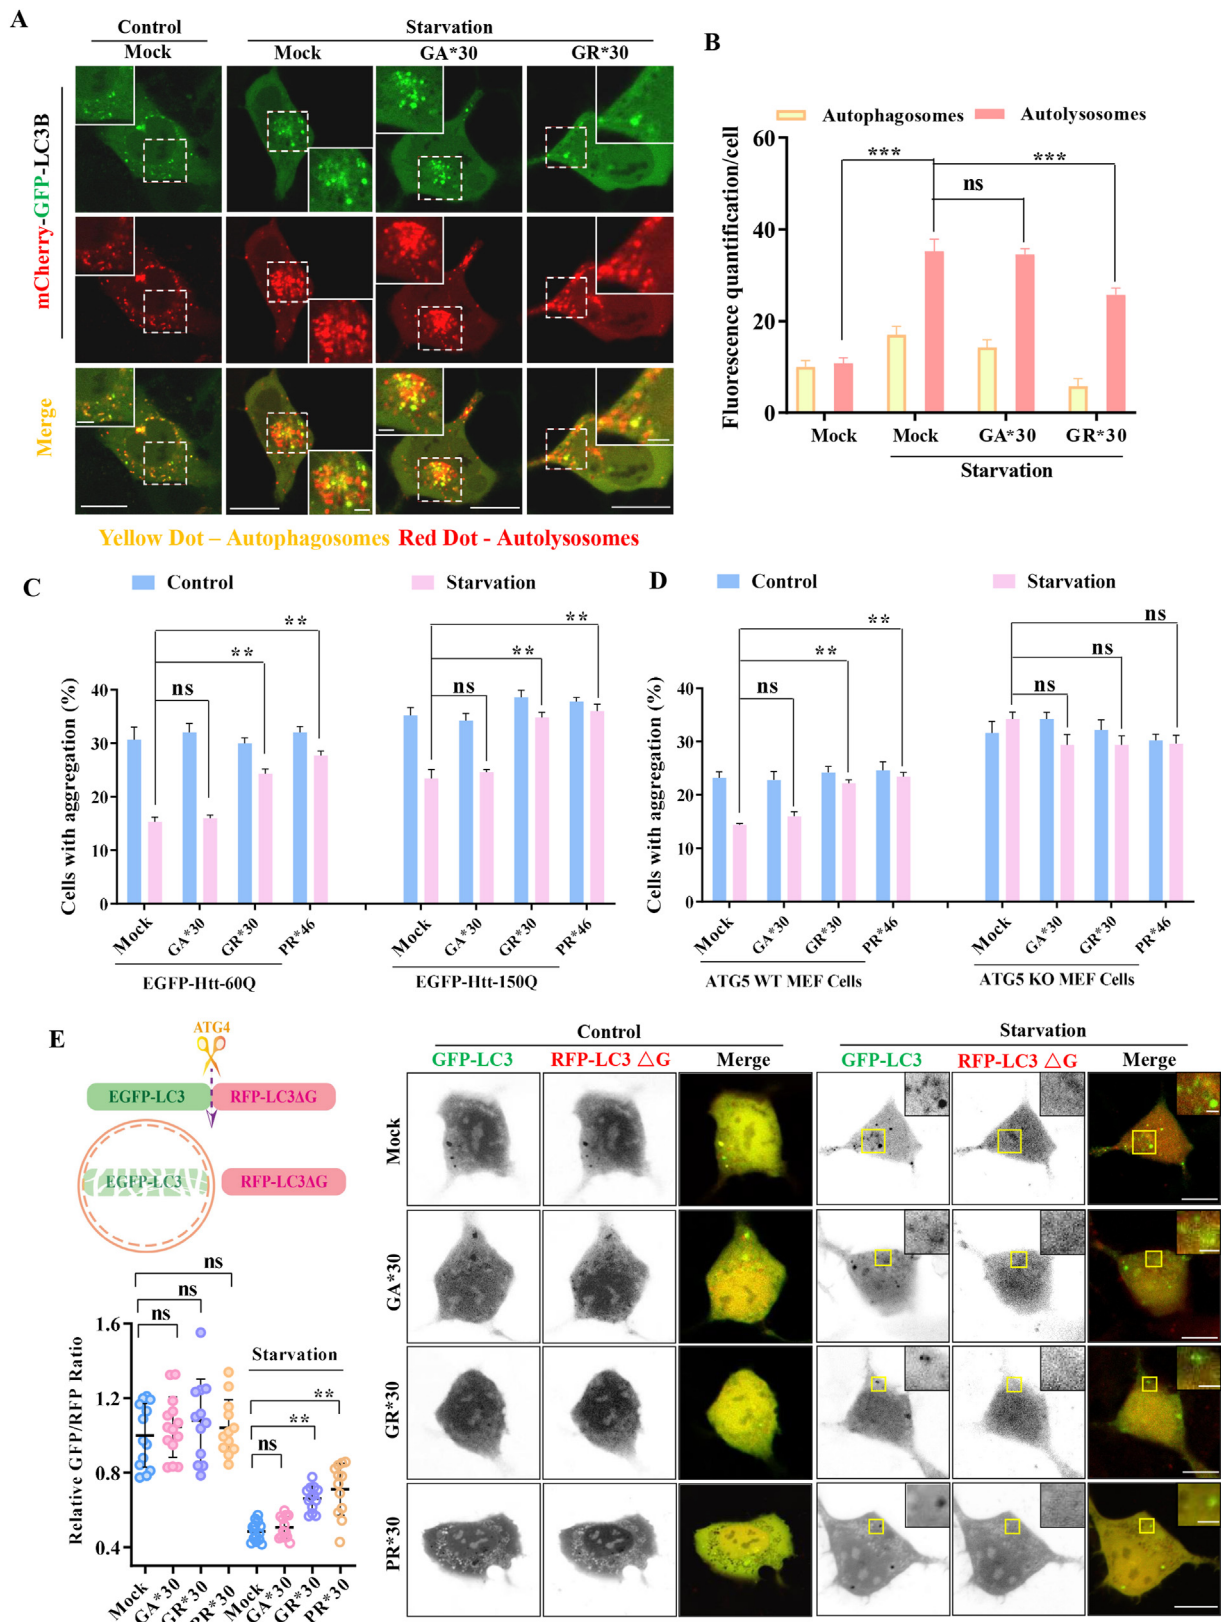 A
Control
Starvation
Mock
Mock
GA*30
GR*30
mCherry-GFP-LC3B
Merge
Yellow Dot – Autophagosomes Red Dot - Autolysosomes
B
Autophagosomes
Autolysosomes
Fluorescence quantification/cell
60
40
20
0
***
***
ns
Mock
Mock
GA*30
GR*30
Starvation
C
Control
Starvation
Cells with aggregation (%)
40
30
20
10
0
**
**
ns
**
**
ns
Mock
GA*30
GR*30
PR*46
Mock
GA*30
GR*30
PR*46
EGFP-Htt-60Q
EGFP-Htt-150Q
D
Control
Starvation
Cells with aggregation (%)
40
30
20
10
0
**
**
ns
ns
ns
ns
Mock
GA*30
GR*30
PR*46
Mock
GA*30
GR*30
PR*46
ATG5 WT MEF Cells
ATG5 KO MEF Cells
E
ATG4
EGFP-LC3
RFP-LC3ΔG
EGFP-LC3
RFP-LC3ΔG
Relative GFP/RFP Ratio
1.6
1.2
0.8
0.4
ns
ns
ns
Starvation
**
**
ns
Mock
GA*30
GR*30
PR*30
Mock
GA*30
GR*30
PR*30
Control
Starvation
GFP-LC3
RFP-LC3 △G
Merge
GFP-LC3
RFP-LC3 △G
Merge
Mock
GA*30
GR*30
PR*30